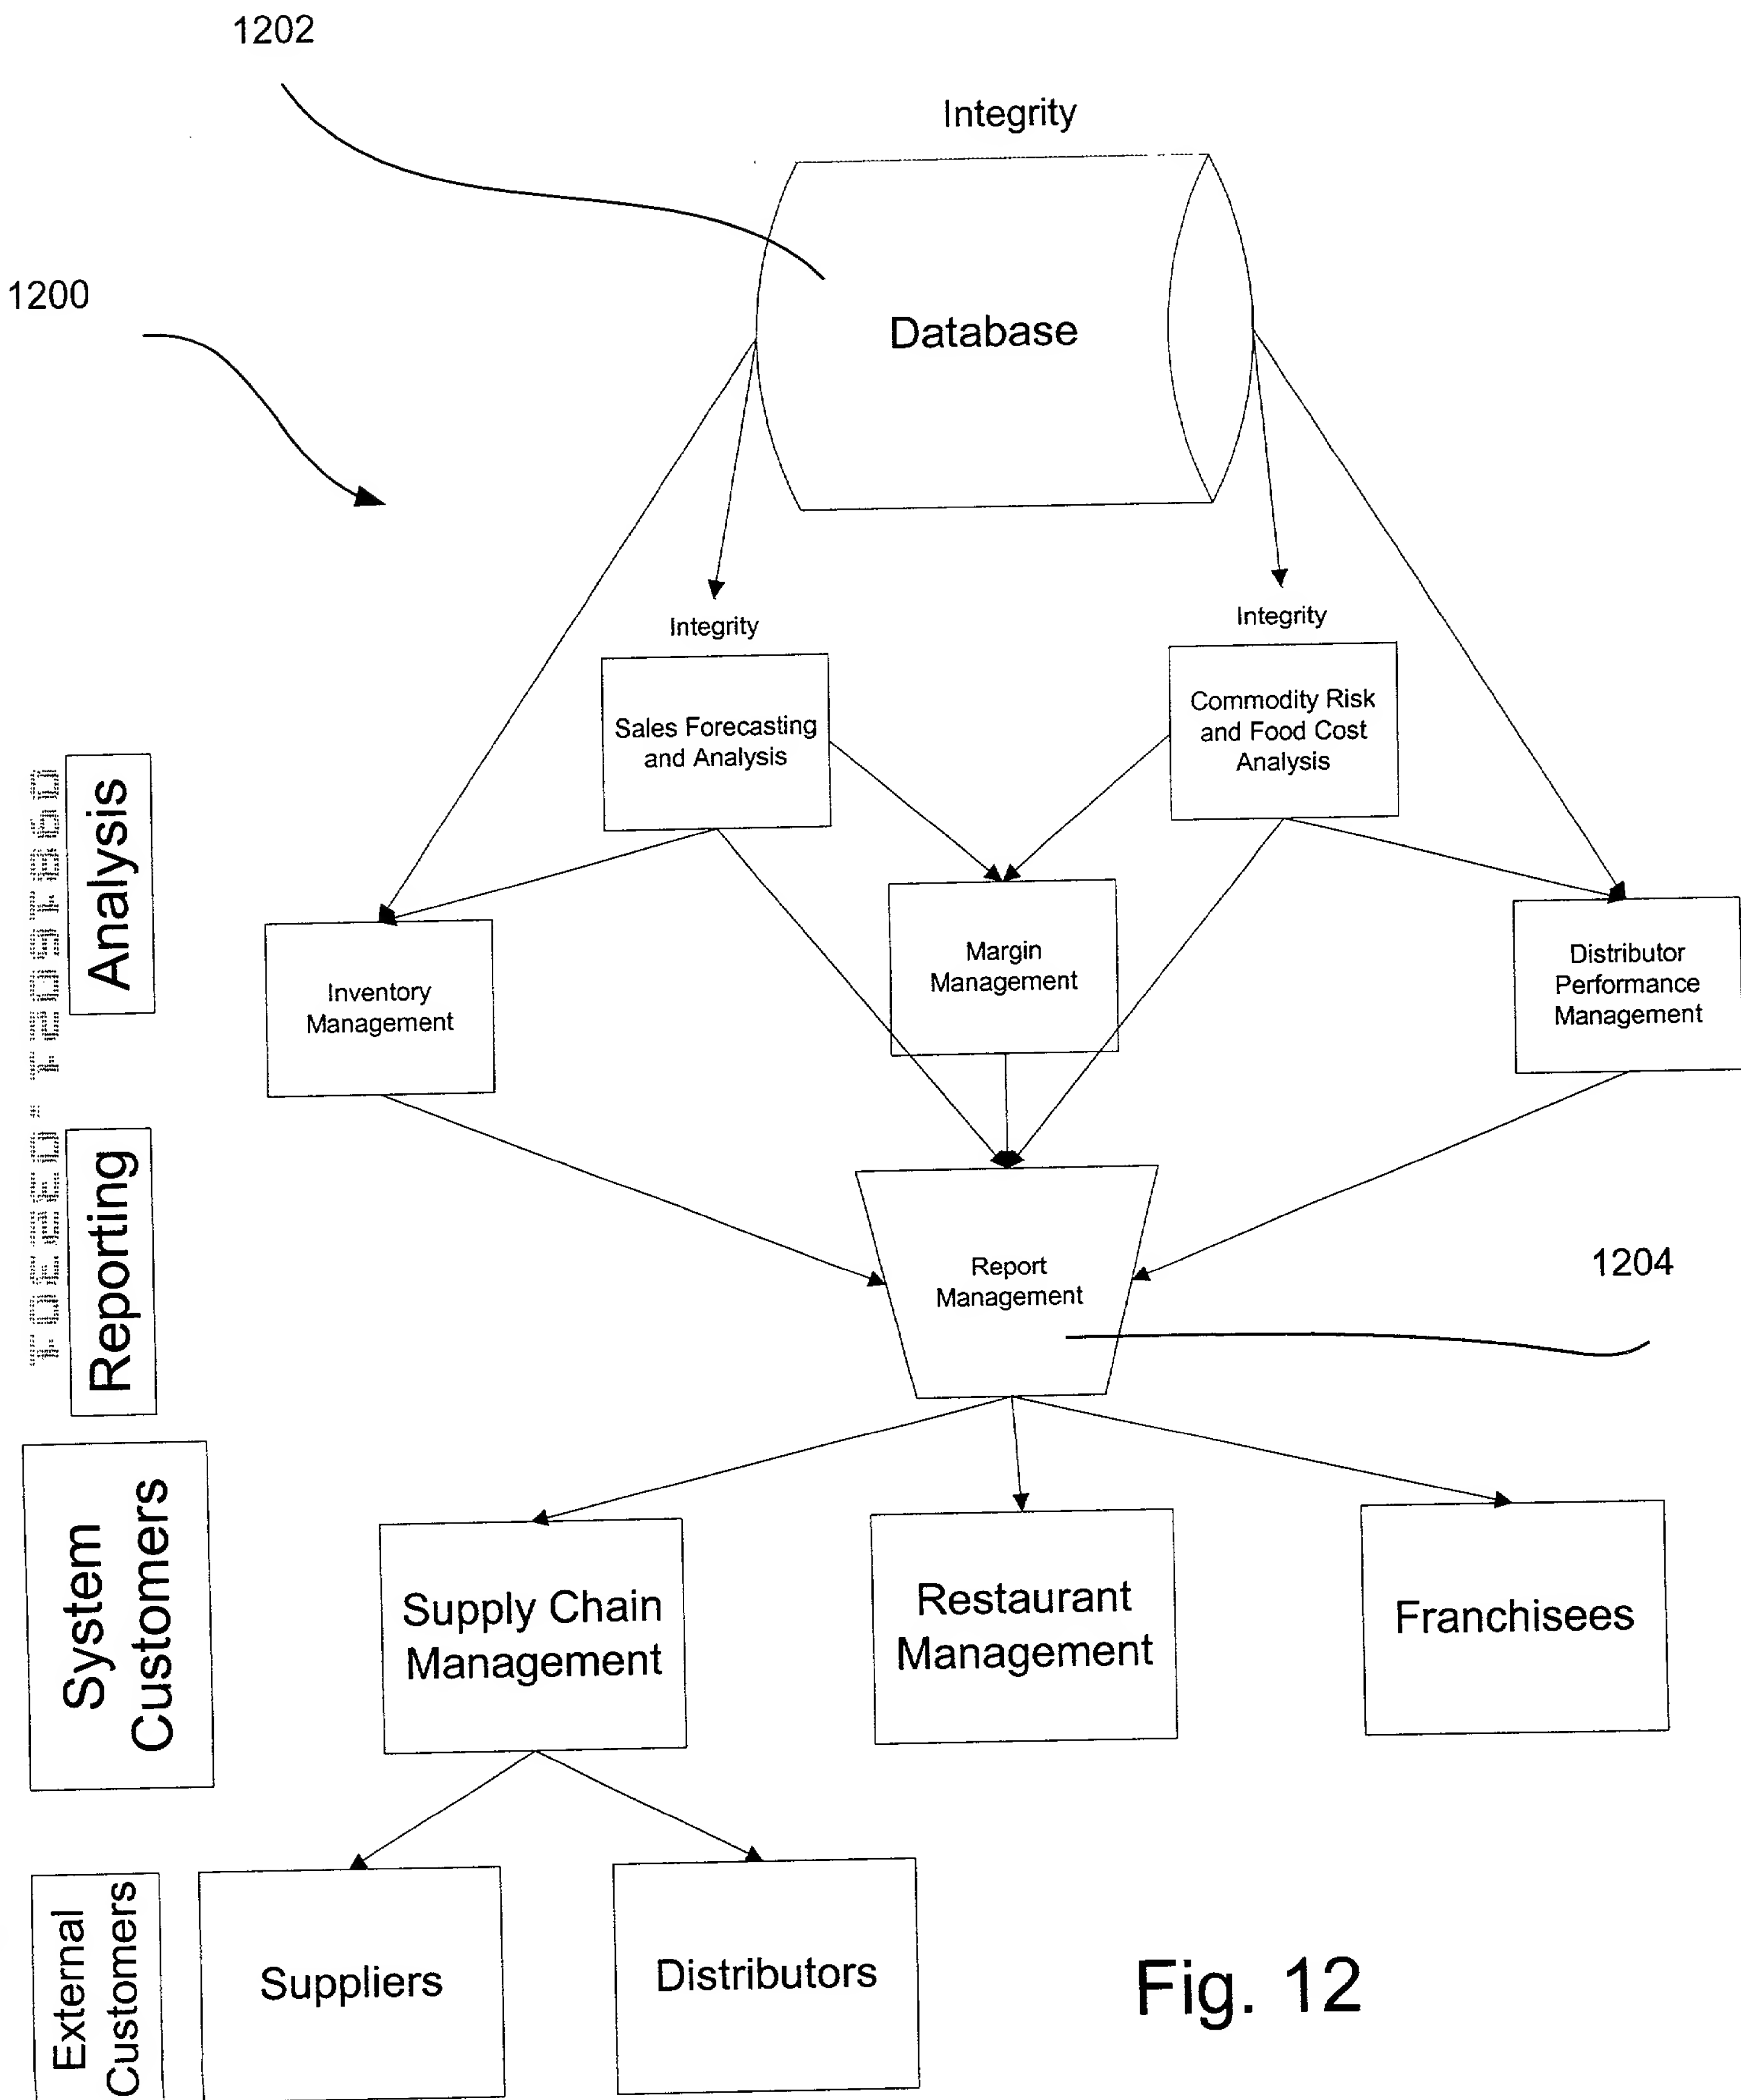 1202
Integrity
1200
Database
Integrity
Integrity
Sales Forecasting
and Analysis
Commodity Risk
and Food Cost
Analysis
Analysis
Inventory
Management
Margin
Management
Distributor
Performance
Management
Reporting
Report
Management
1204
System
Customers
Supply Chain
Management
Restaurant
Management
Franchisees
External
Customers
Suppliers
Distributors
Fig. 12